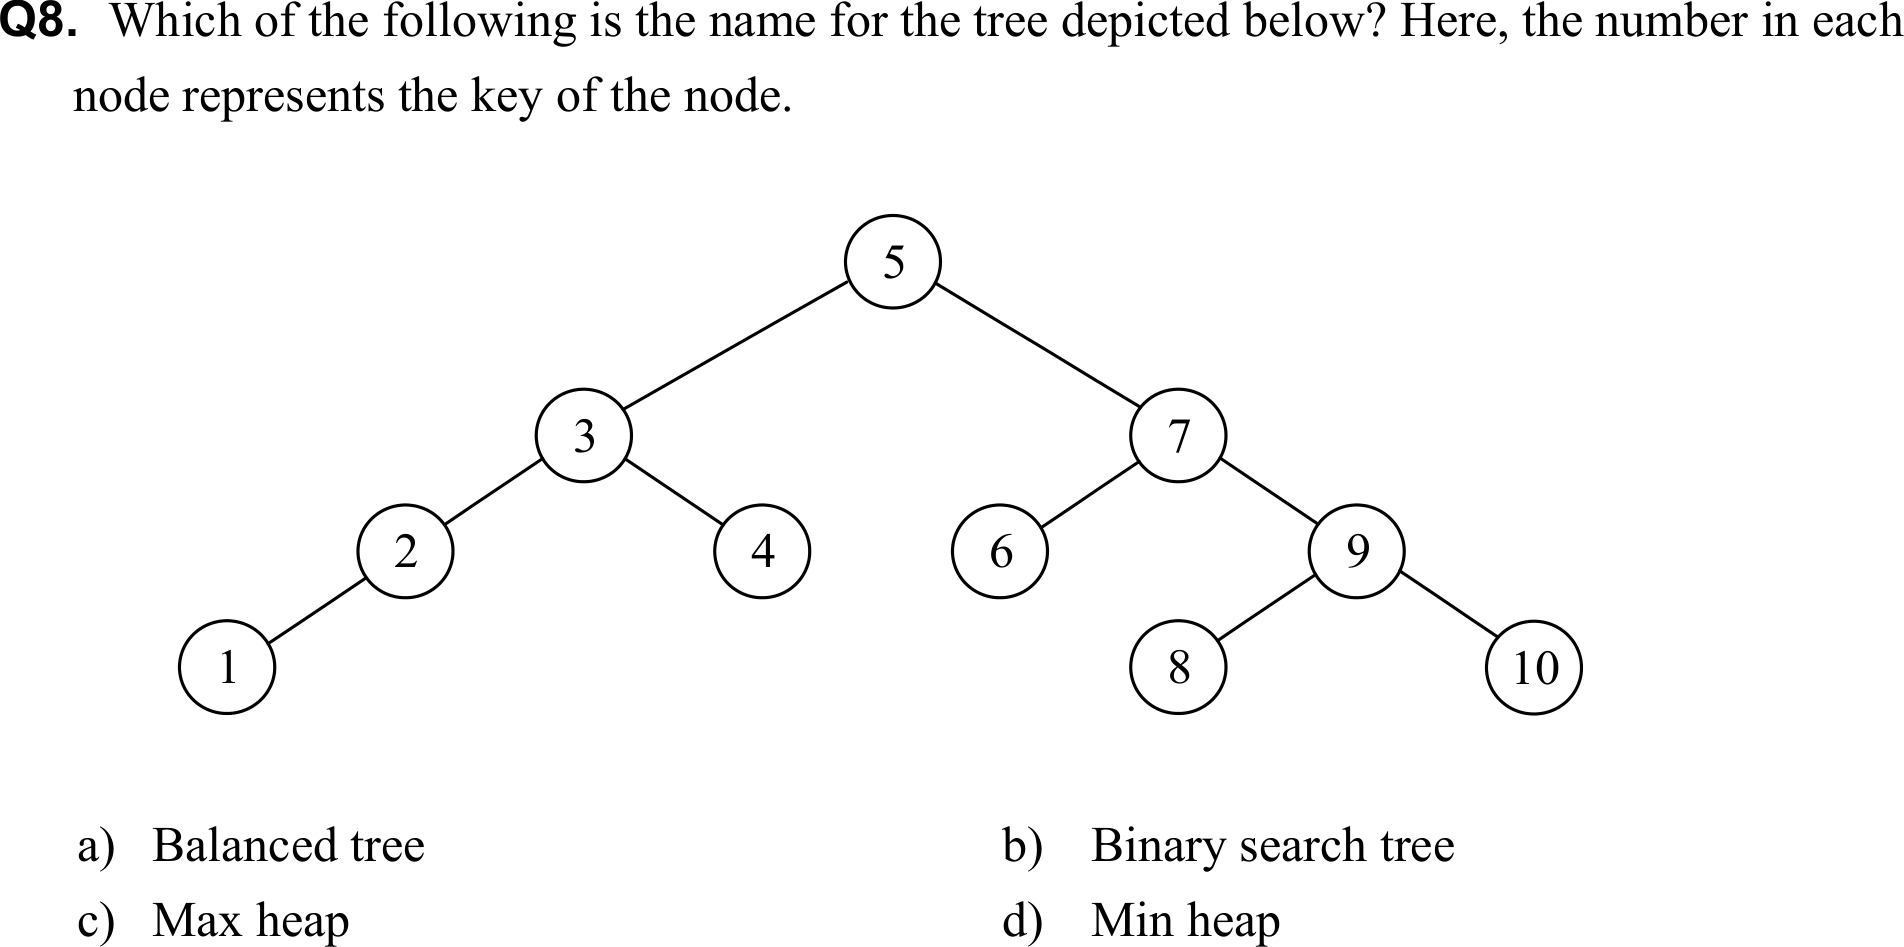 Q8. Which of the following is the name for the tree depicted below? Here, the number in each
node represents the key of the node.
5
3 7
2 4 6 9
1 8 10
a) Balanced tree b) Binary search tree
c) Max heap d) Min heap